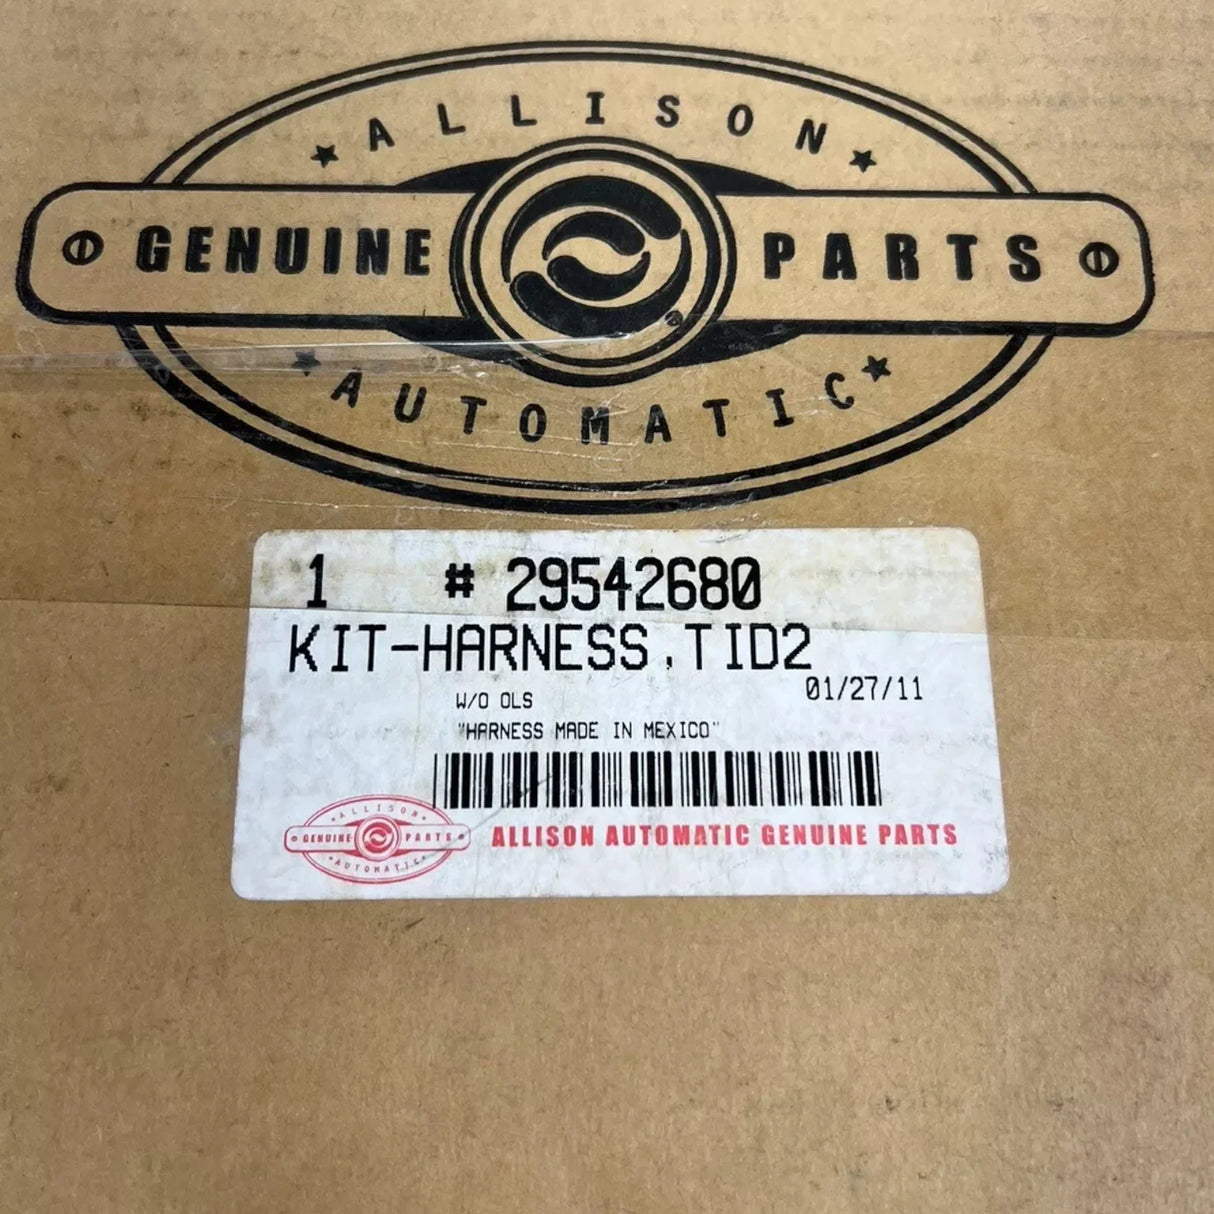 ALLISON
GENUINE PARTS
AUTOMATIC
1 # 29542680
KIT-HARNESS,TID2
01/27/11
W/O OLS
"HARNESS MADE IN MEXICO"
ALLISON
GENUINE PARTS
AUTOMATIC
ALLISON AUTOMATIC GENUINE PARTS